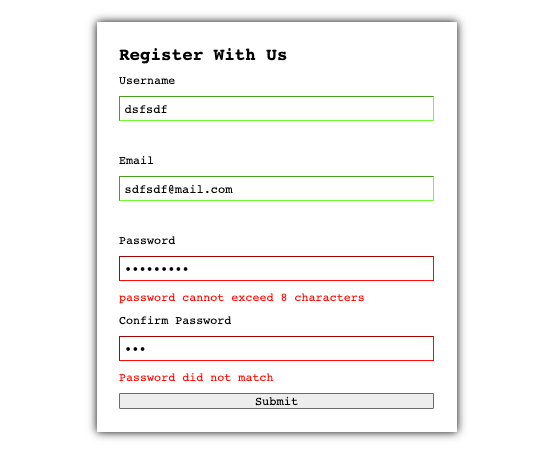 Register With Us
Username
dsfsdf
Email
sdfsdf@mail.com
Password
•••••••••
password cannot exceed 8 characters
Confirm Password
•••
Password did not match
Submit